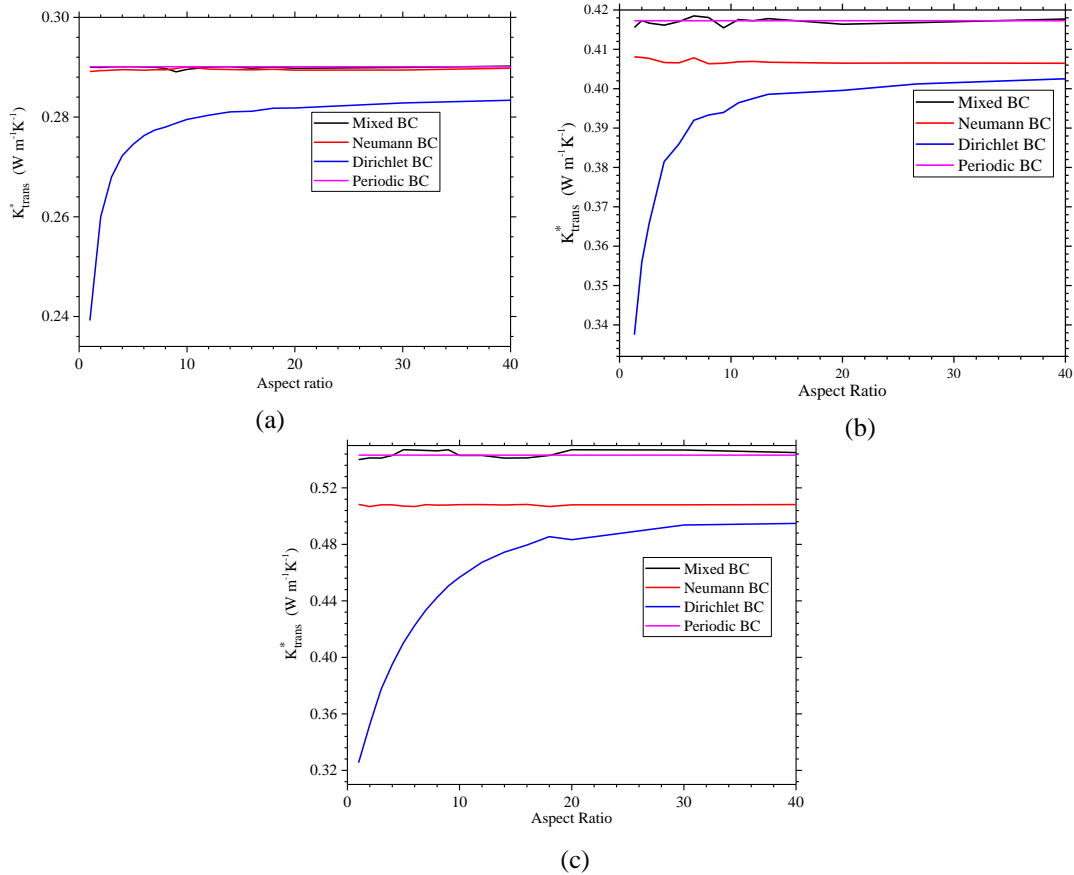 0.30
0.28
0.26
0.24
K*trans (W m-1K-1)
Mixed BC
Neumann BC
Dirichlet BC
Periodic BC
0 10 20 30 40
Aspect ratio
(a)
0.42
0.41
0.40
0.39
0.38
0.37
0.36
0.35
0.34
K*trans (W m-1K-1)
Mixed BC
Neumann BC
Dirichlet BC
Periodic BC
0 10 20 30 40
Aspect Ratio
(b)
0.52
0.48
0.44
0.40
0.36
0.32
K*trans (W m-1K-1)
Mixed BC
Neumann BC
Dirichlet BC
Periodic BC
0 10 20 30 40
Aspect Ratio
(c)